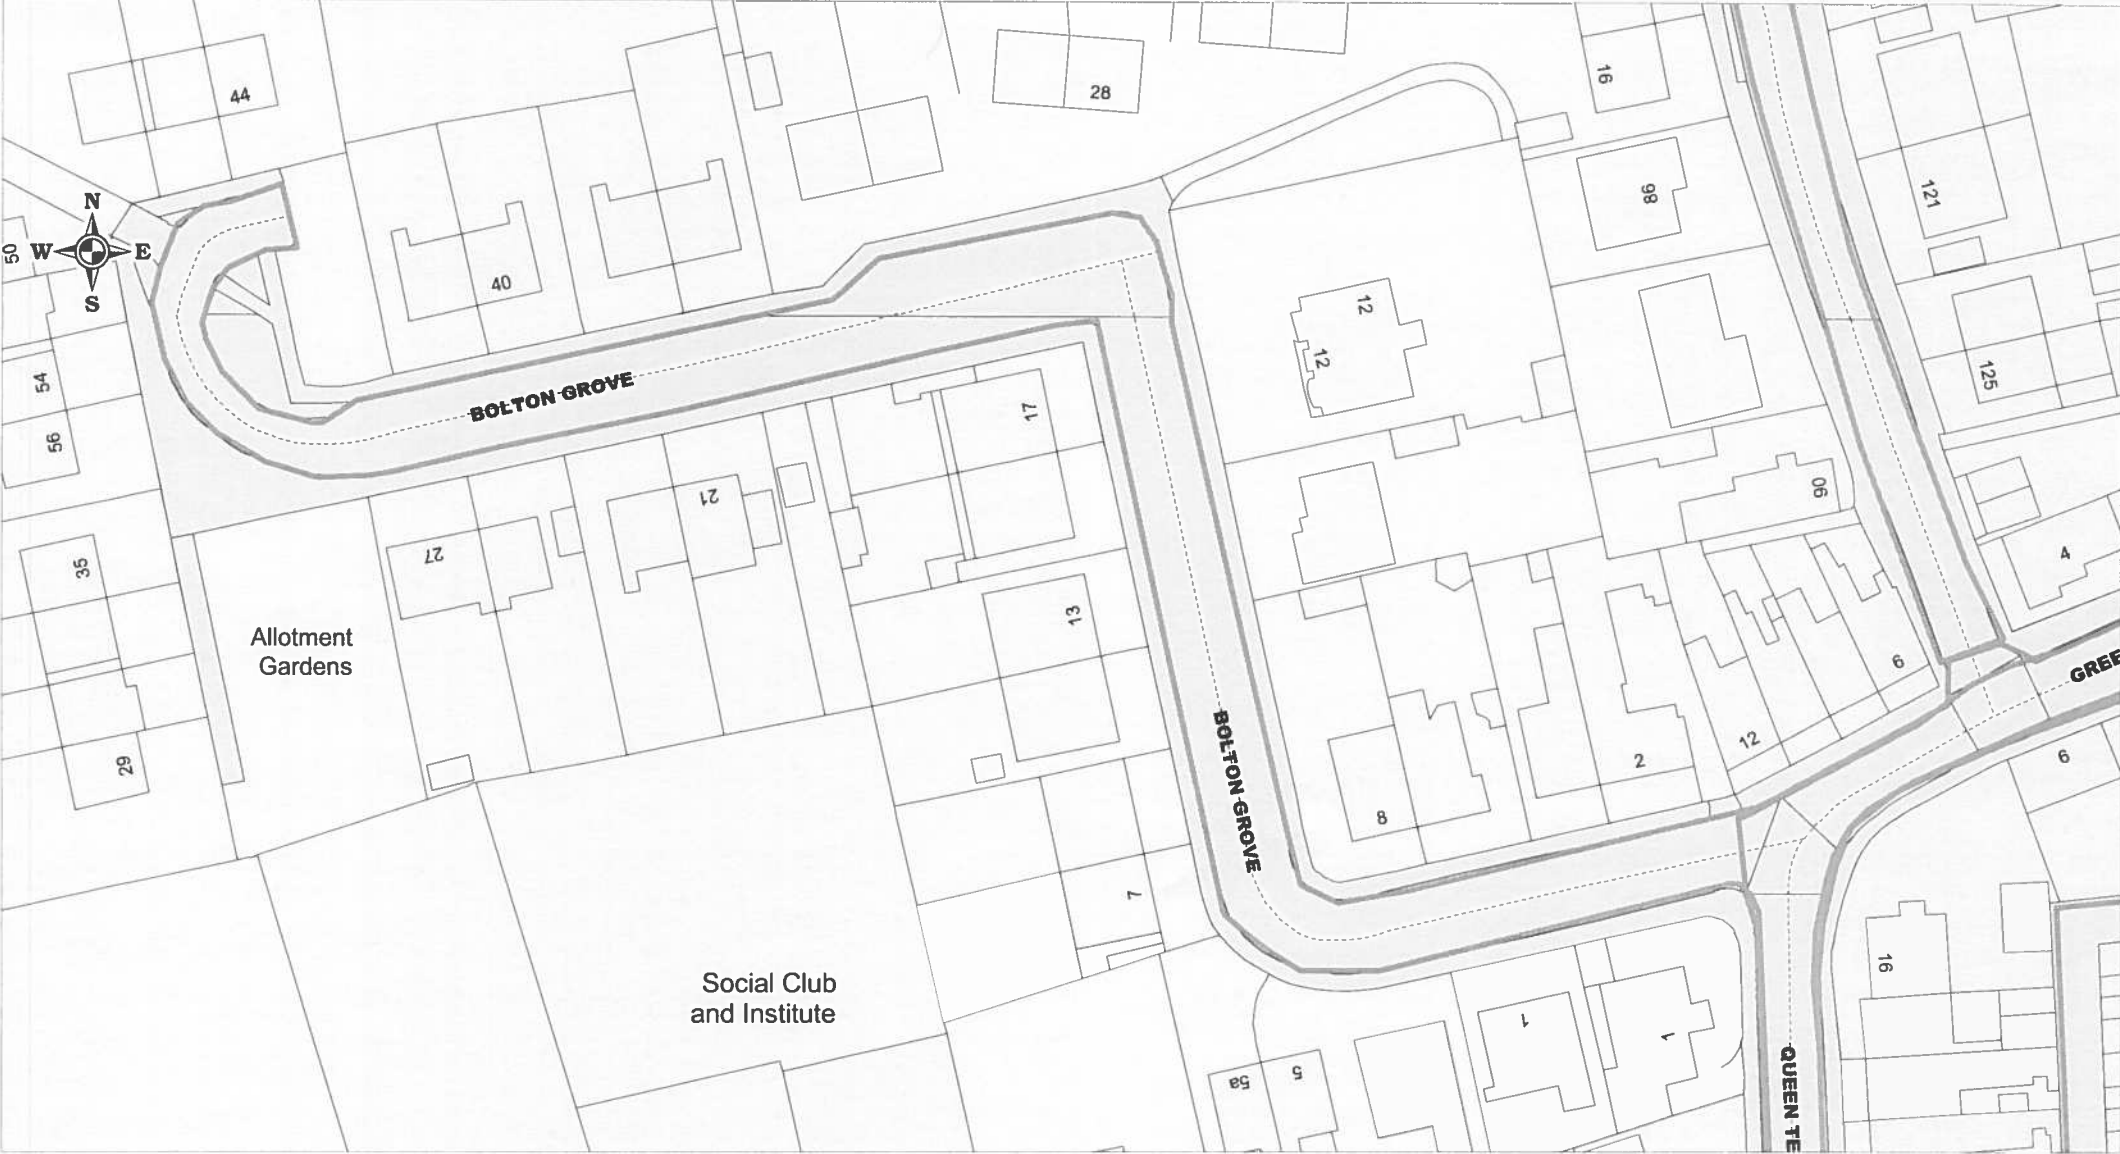 44
28
16
98
121
N
W E
S
50
40
12
12
125
54
BOLTON GROVE
17
56
21
90
27
4
35
13
Allotment
Gardens
6
GREE
BOLTON GROVE
12
2
6
29
8
7
16
Social Club
and Institute
1
1
5a
5
QUEEN TE